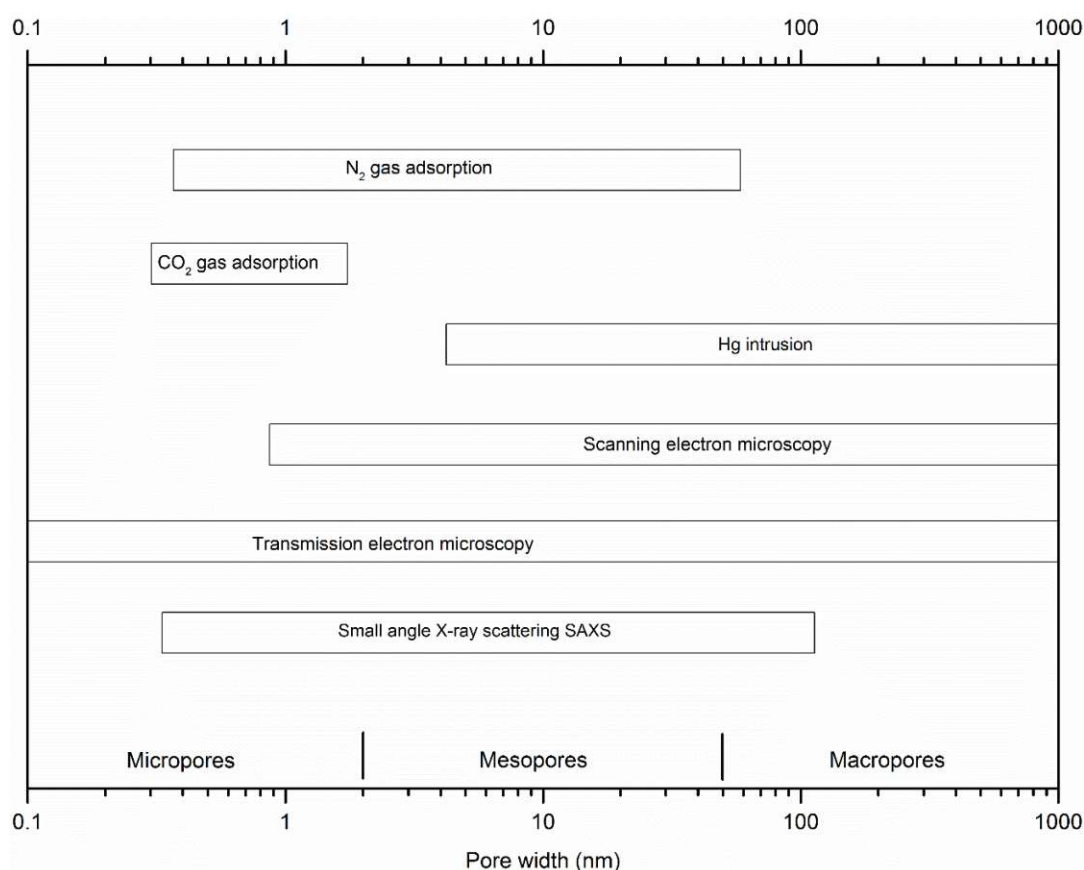 0.1 1 10 100 1000
N₂ gas adsorption
CO₂ gas adsorption
Hg intrusion
Scanning electron microscopy
Transmission electron microscopy
Small angle X-ray scattering SAXS
Micropores Mesopores Macropores
0.1 1 10 100 1000
Pore width (nm)